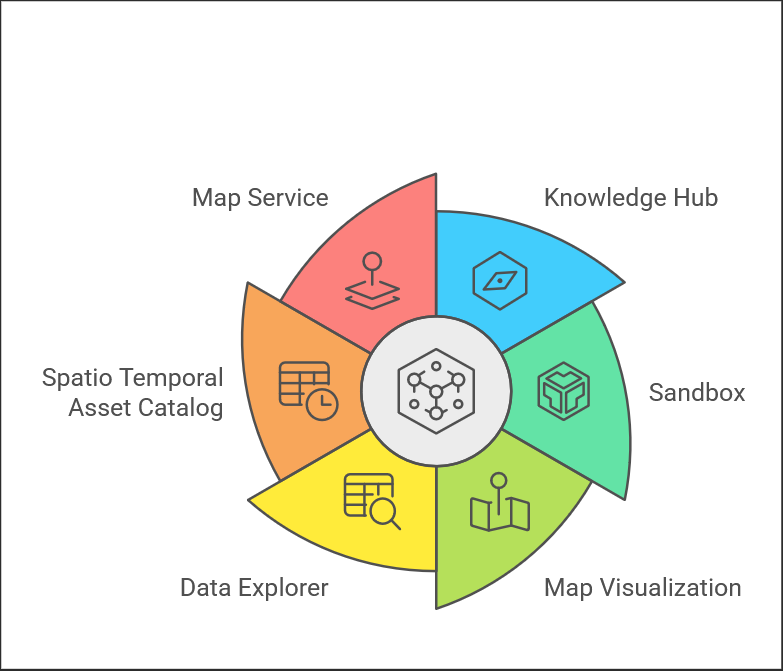 Map Service
Knowledge Hub
Spatio Temporal
Asset Catalog
Sandbox
Data Explorer
Map Visualization